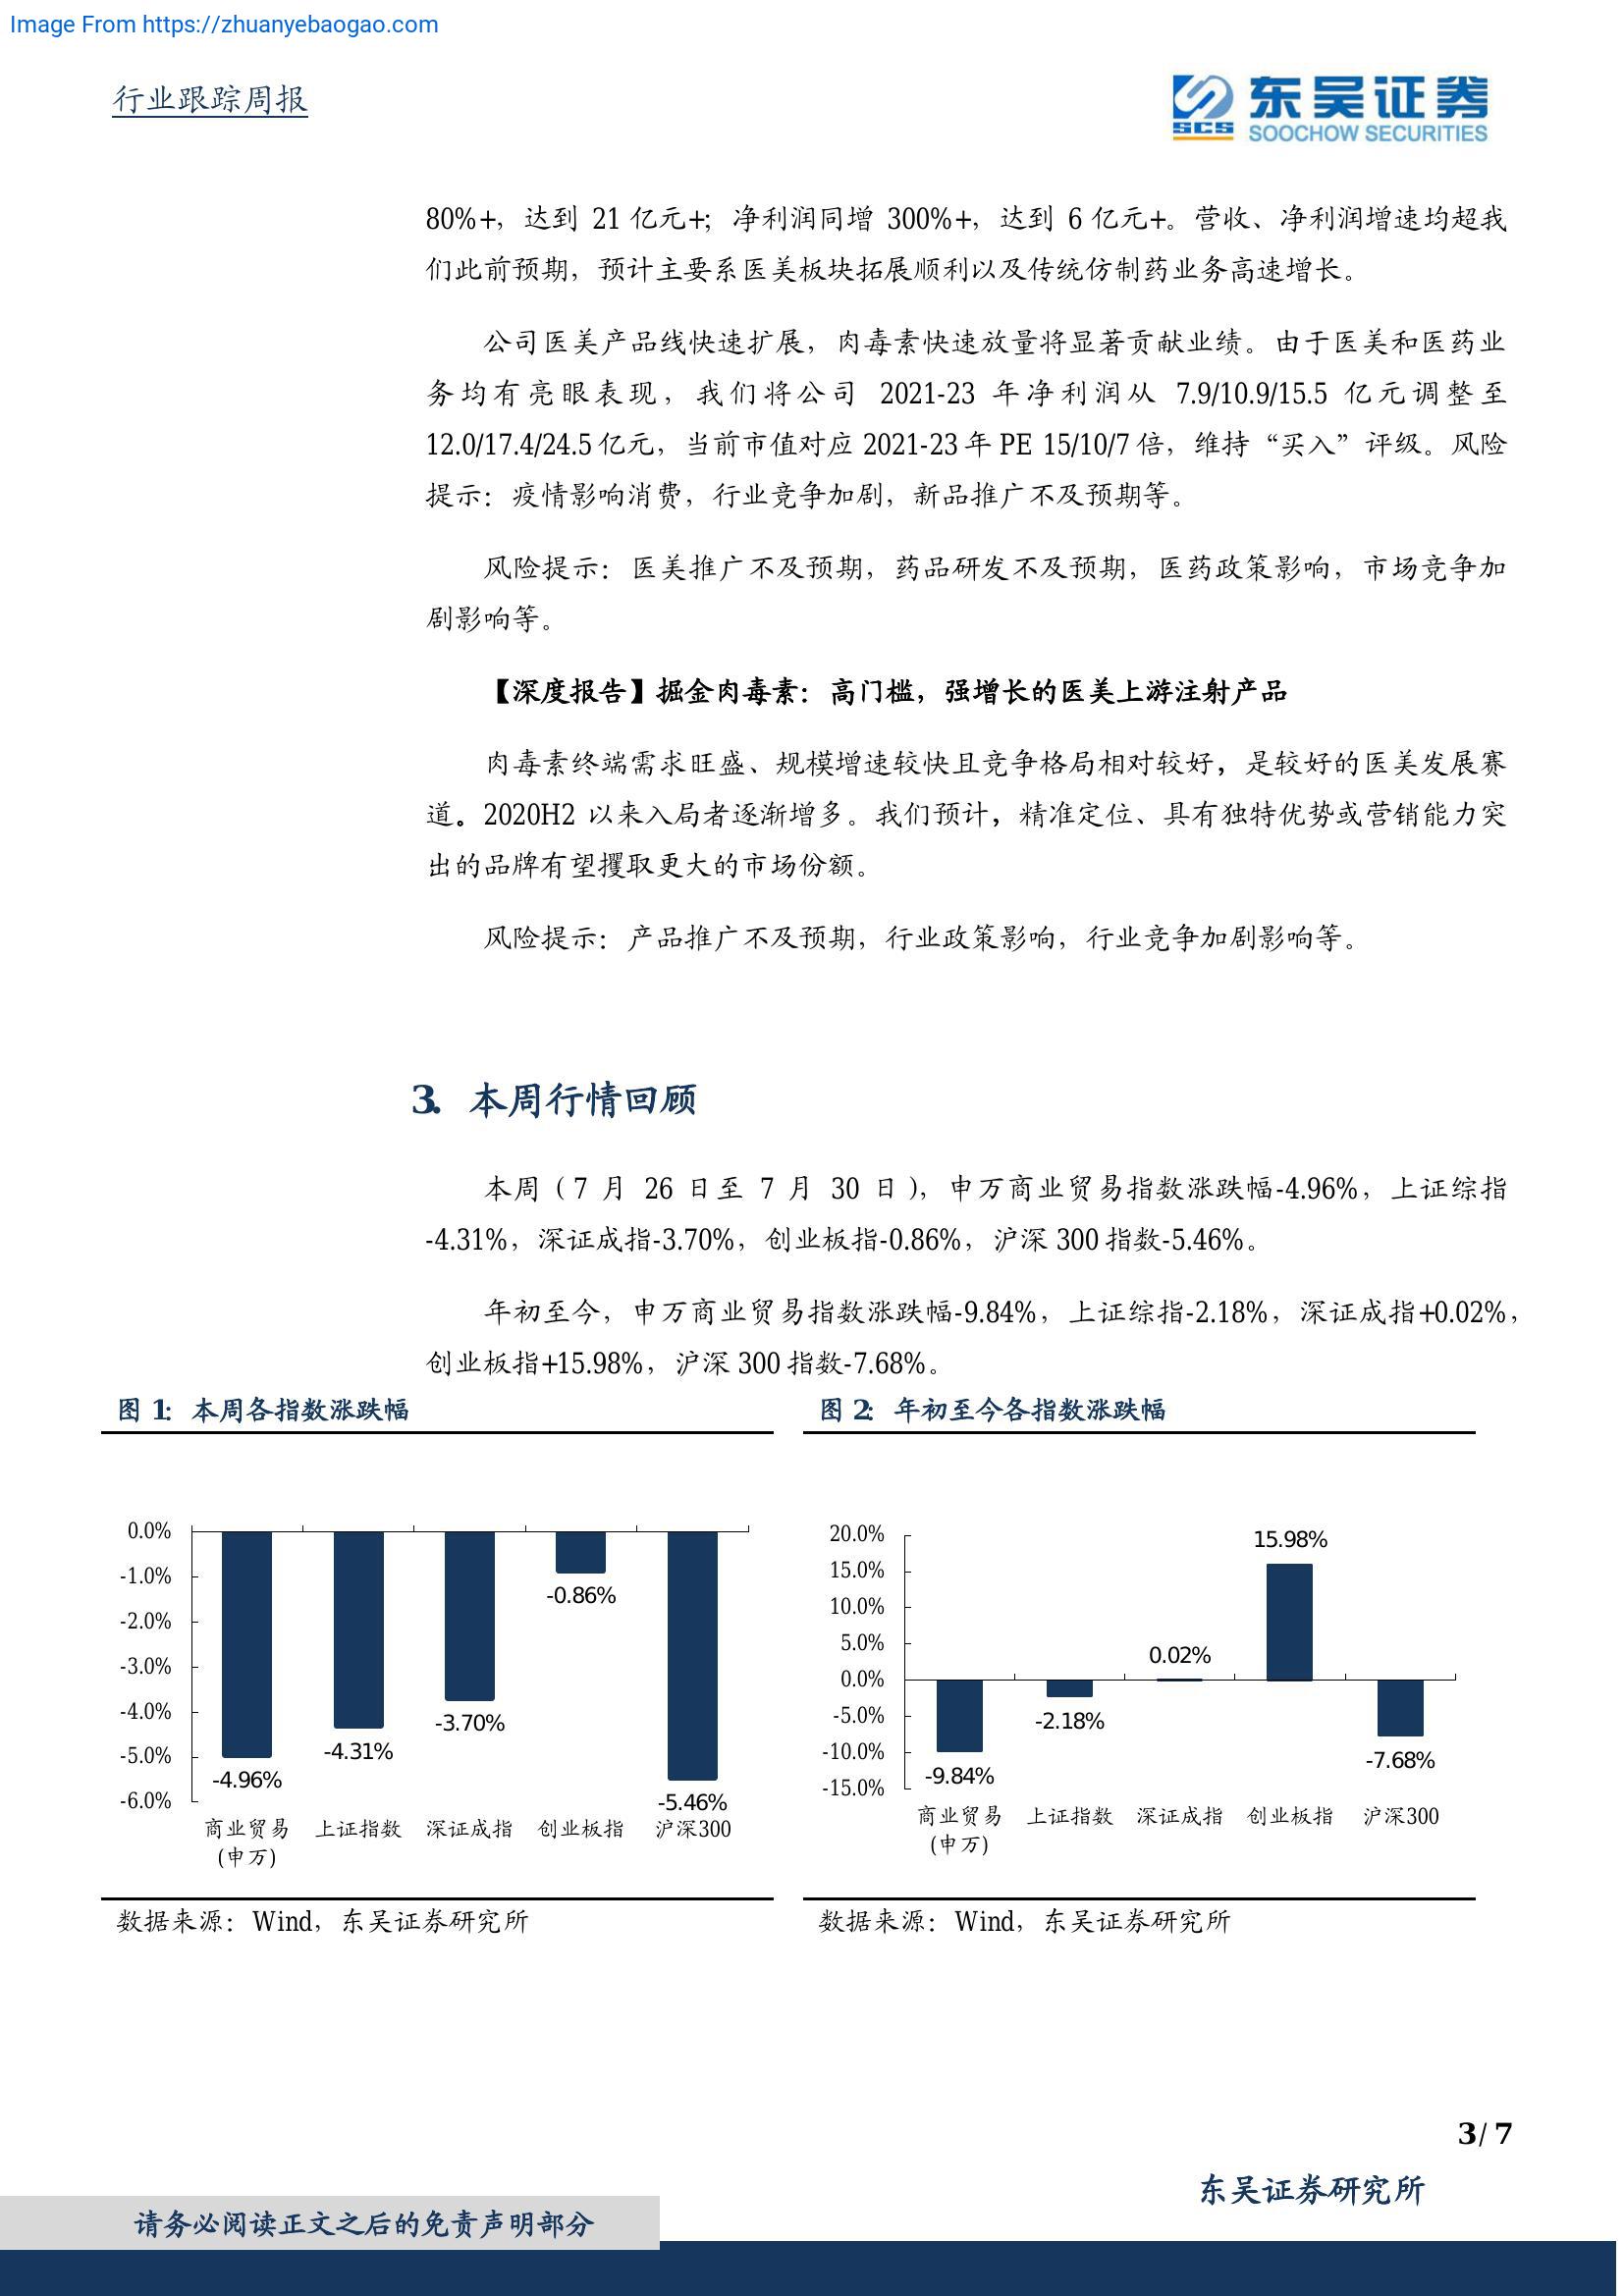 Image From https://zhuanyebaogao.com
行业跟踪周报
东吴证券
SCS
SOOCHOW SECURITIES
80%+，达到 21 亿元+；净利润同增 300%+，达到 6 亿元+。营收、净利润增速均超我
们此前预期，预计主要系医美板块拓展顺利以及传统仿制药业务高速增长。
公司医美产品线快速扩展，肉毒素快速放量将显著贡献业绩。由于医美和医药业
务均有亮眼表现，我们将公司 2021-23 年净利润从 7.9/10.9/15.5 亿元调整至
12.0/17.4/24.5 亿元，当前市值对应 2021-23 年 PE 15/10/7 倍，维持“买入”评级。风险
提示：疫情影响消费，行业竞争加剧，新品推广不及预期等。
风险提示：医美推广不及预期，药品研发不及预期，医药政策影响，市场竞争加
剧影响等。
【深度报告】掘金肉毒素：高门槛，强增长的医美上游注射产品
肉毒素终端需求旺盛、规模增速较快且竞争格局相对较好，是较好的医美发展赛
道。2020H2 以来入局者逐渐增多。我们预计，精准定位、具有独特优势或营销能力突
出的品牌有望攫取更大的市场份额。
风险提示：产品推广不及预期，行业政策影响，行业竞争加剧影响等。
3. 本周行情回顾
本周（7 月 26 日至 7 月 30 日），申万商业贸易指数涨跌幅-4.96%，上证综指
-4.31%，深证成指-3.70%，创业板指-0.86%，沪深 300 指数-5.46%。
年初至今，申万商业贸易指数涨跌幅-9.84%，上证综指-2.18%，深证成指+0.02%，
创业板指+15.98%，沪深 300 指数-7.68%。
图 1：本周各指数涨跌幅
0.0%
-1.0%
-2.0%
-3.0%
-4.0%
-5.0%
-6.0%
-4.96%
-4.31%
-3.70%
-0.86%
-5.46%
商业贸易 上证指数 深证成指 创业板指 沪深300
(申万)
数据来源：Wind，东吴证券研究所
图 2：年初至今各指数涨跌幅
20.0%
15.0%
10.0%
5.0%
0.0%
-5.0%
-10.0%
-15.0%
-9.84%
-2.18%
0.02%
15.98%
-7.68%
商业贸易 上证指数 深证成指 创业板指 沪深300
(申万)
数据来源：Wind，东吴证券研究所
3 / 7
东吴证券研究所
请务必阅读正文之后的免责声明部分